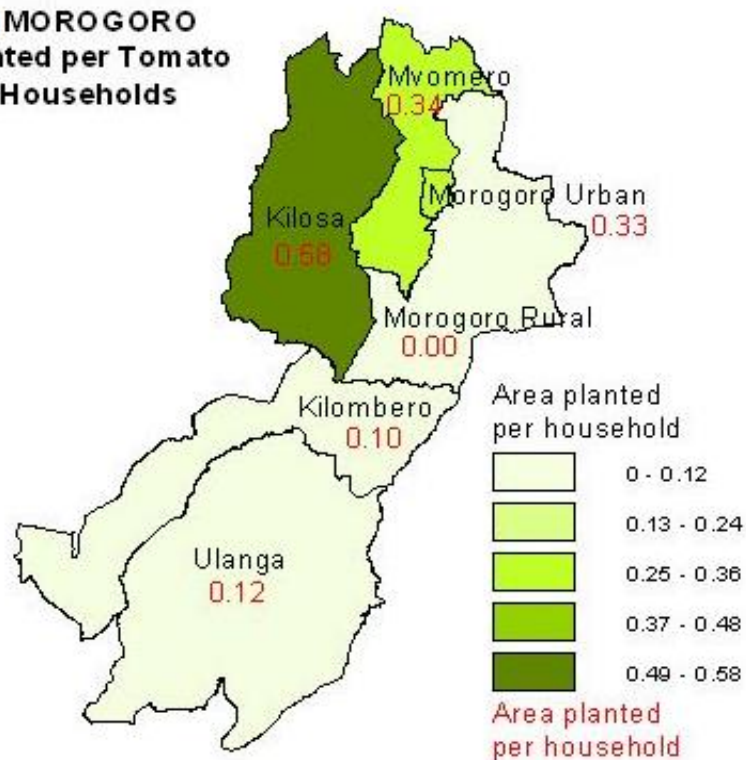 MOROGORO
nted per Tomato
Households
Mvomero
0.34
Morogoro Urban
0.33
Kilosa
Morogoro Rural
0.00
Kilombero
0.10
Ulanga
0.12
Area planted
per household
0 - 0.12
0.13 - 0.24
0.25 - 0.36
0.37 - 0.48
0.49 - 0.58
Area planted
per household